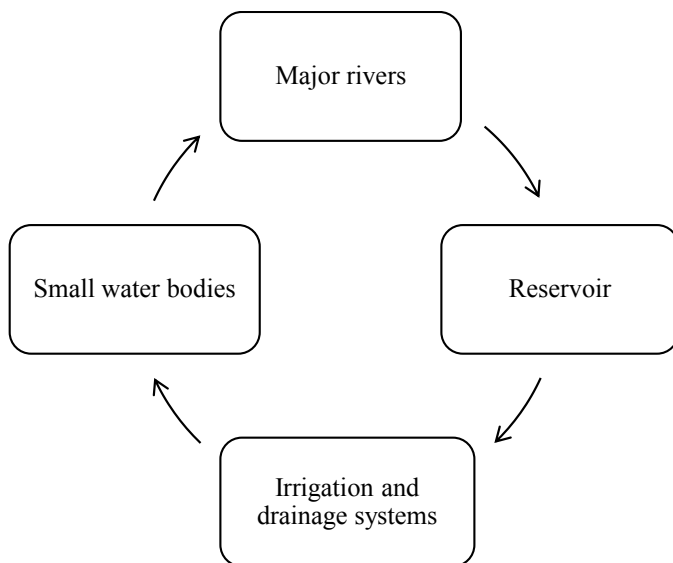 Major rivers
Small water bodies
Reservoir
Irrigation and
drainage systems